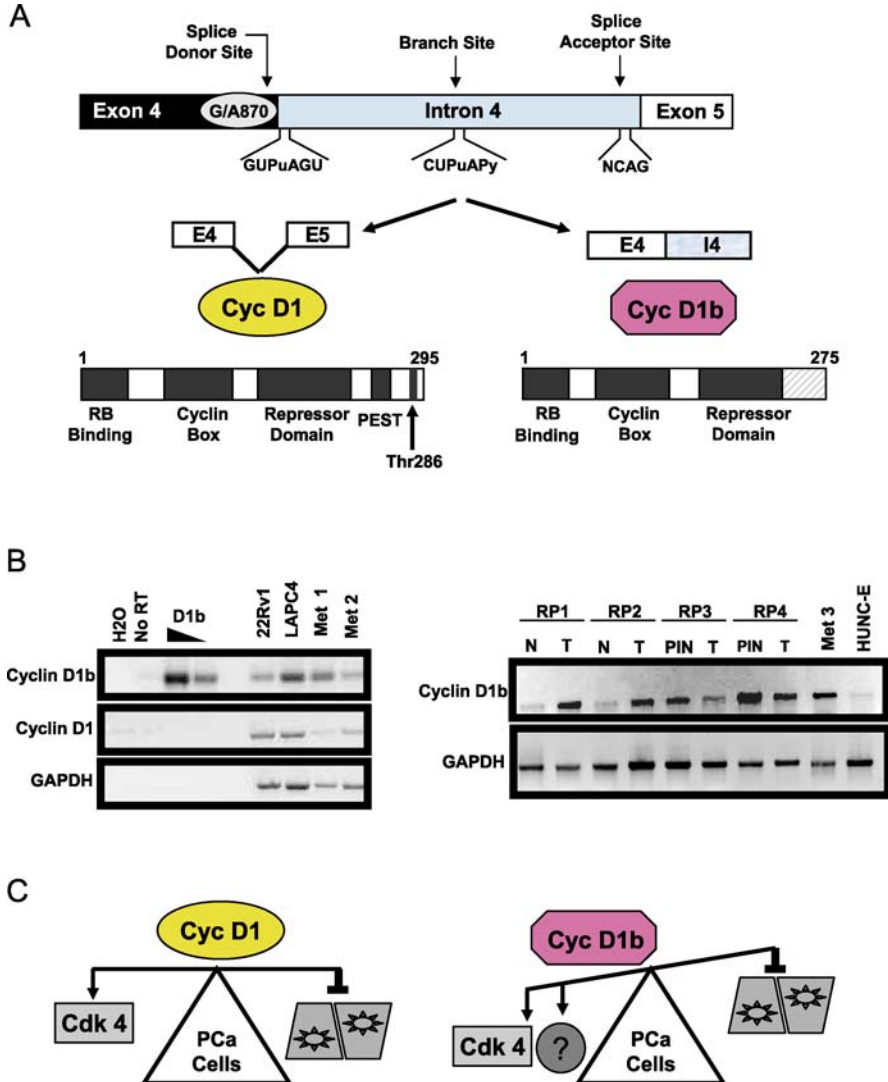 A
Splice
Donor Site
Branch Site
Splice
Acceptor Site
Exon 4
G/A870
Intron 4
Exon 5
GUPuAGU
CUPuAPy
NCAG
E4
E5
E4
I4
Cyc D1
Cyc D1b
1
295
1
275
RB
Binding
Cyclin
Box
Repressor
Domain
PEST
Thr286
RB
Binding
Cyclin
Box
Repressor
Domain
B
H2O
No RT
D1b
22Rv1
LAPC4
Met 1
Met 2
Cyclin D1b
Cyclin D1
GAPDH
RP1
RP2
RP3
RP4
Met 3
HUNC-E
N
T
N
T
PIN
T
PIN
T
Cyclin D1b
GAPDH
C
Cyc D1
Cdk 4
PCa
Cells
Cyc D1b
Cdk 4
?
PCa
Cells